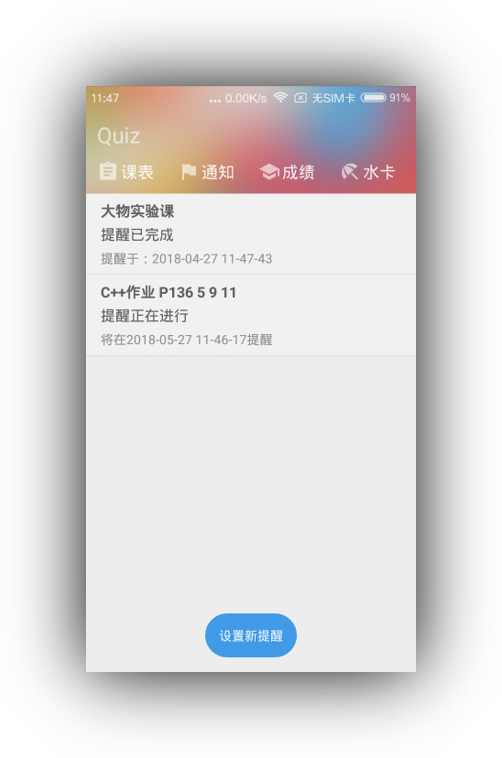 11:47 ... 0.00K/s 无SIM卡 91%
Quiz
课表 通知 成绩 水卡
大物实验课
提醒已完成
提醒于：2018-04-27 11-47-43
C++作业 P136 5 9 11
提醒正在进行
将在2018-05-27 11-46-17提醒
设置新提醒